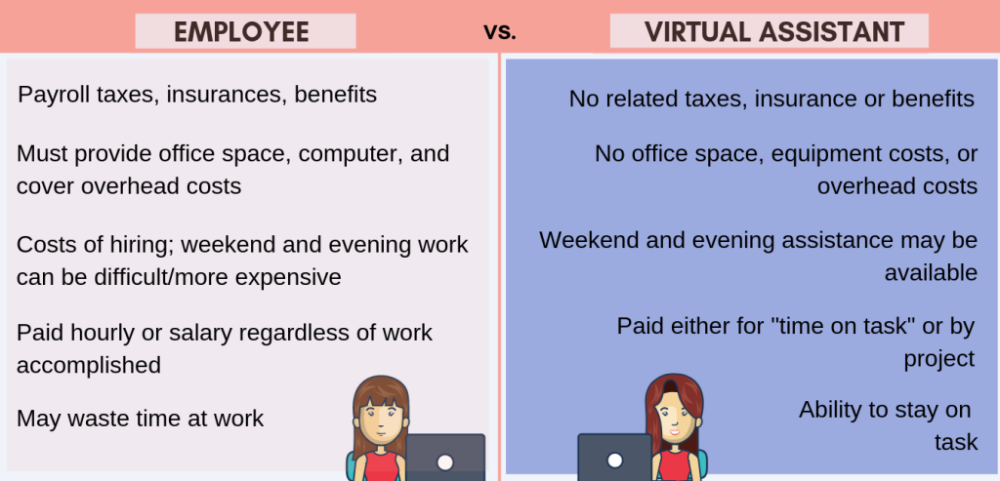 EMPLOYEE vs. VIRTUAL ASSISTANT
Payroll taxes, insurances, benefits
Must provide office space, computer, and
cover overhead costs
Costs of hiring; weekend and evening work
can be difficult/more expensive
Paid hourly or salary regardless of work
accomplished
May waste time at work
No related taxes, insurance or benefits
No office space, equipment costs, or
overhead costs
Weekend and evening assistance may be
available
Paid either for "time on task" or by
project
Ability to stay on
task